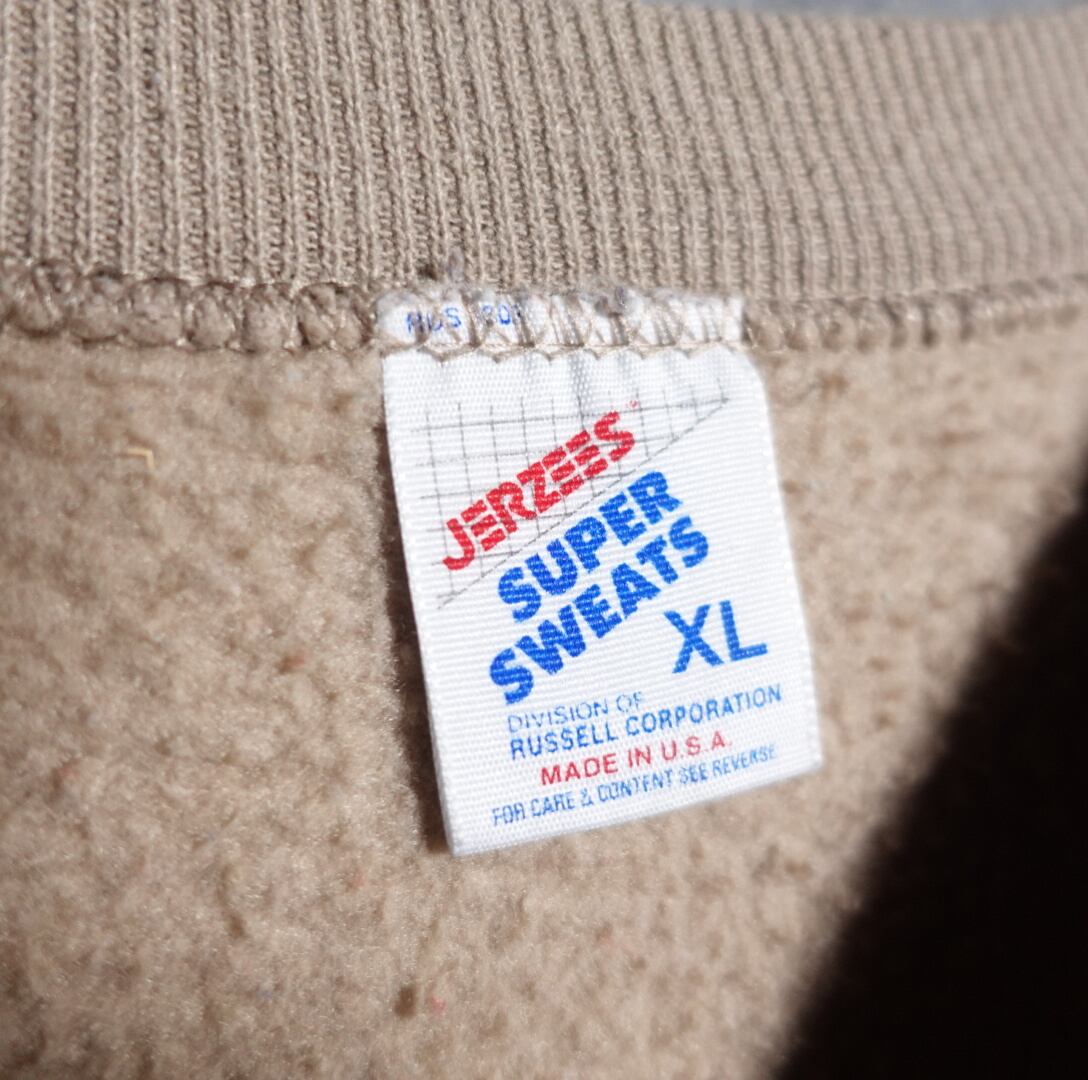 JERZEES
SUPER
SWEATS
XL
DIVISION OF
RUSSELL CORPORATION
MADE IN U.S.A.
FOR CARE & CONTENT SEE REVERSE